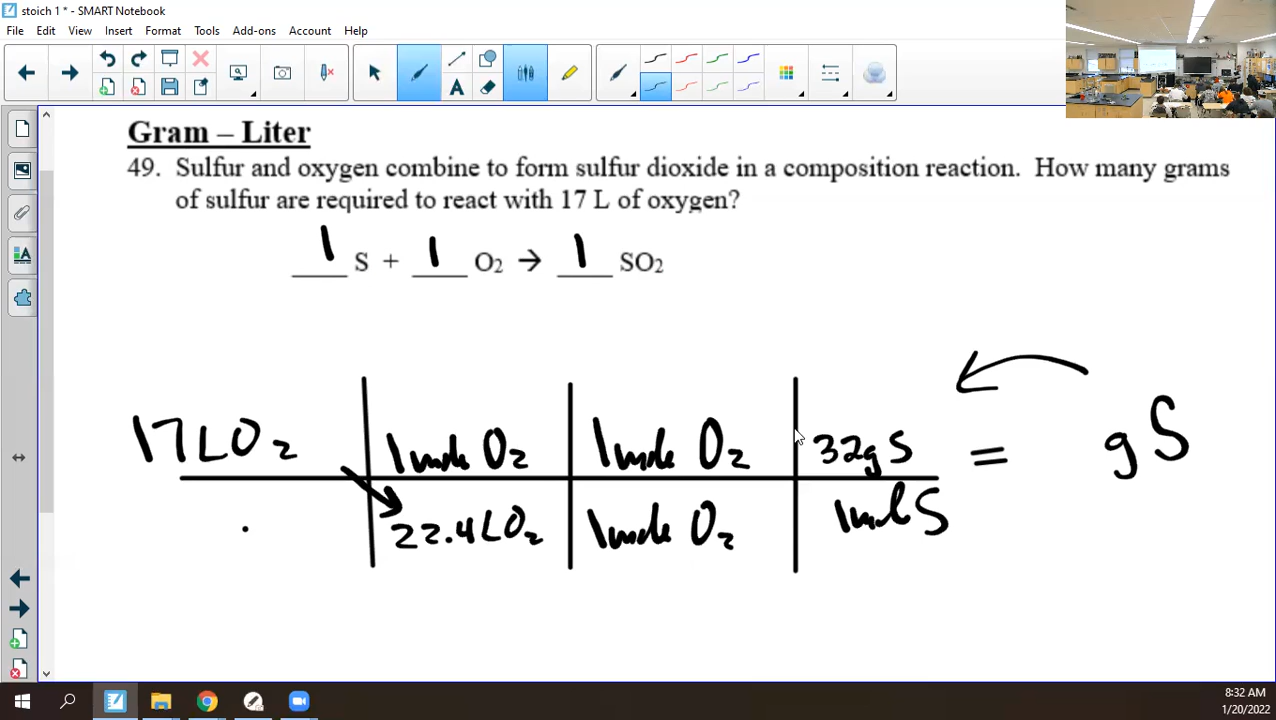 stoich 1 * - SMART Notebook
File Edit View Insert Format Tools Add-ons Account Help
Gram – Liter
49. Sulfur and oxygen combine to form sulfur dioxide in a composition reaction. How many grams
of sulfur are required to react with 17 L of oxygen?
1 S + 1 O2 → 1 SO2
17 L O2 | 1 mole O2 | 1 mole O2 | 32g S = g S
22.4 L O2 | 1 mole O2 | 1 mol S
8:32 AM
1/20/2022